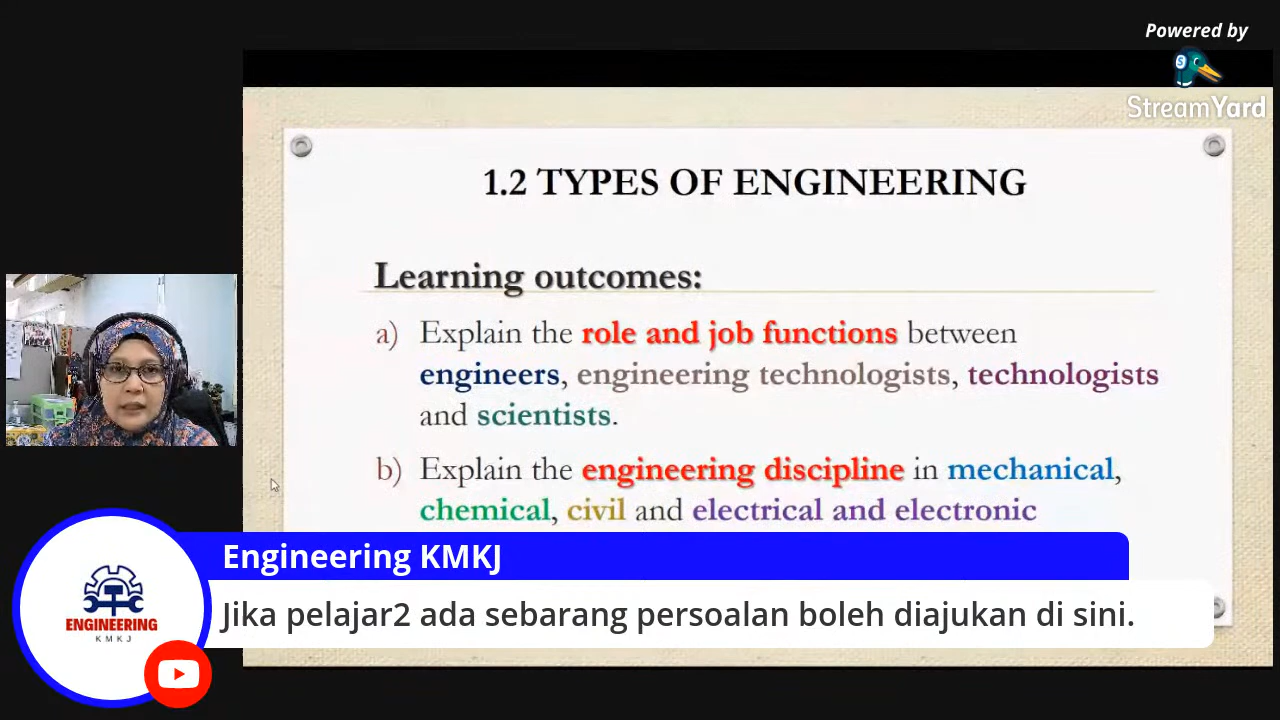 Powered by
StreamYard
1.2 TYPES OF ENGINEERING
Learning outcomes:
a) Explain the role and job functions between
engineers, engineering technologists, technologists
and scientists.
b) Explain the engineering discipline in mechanical,
chemical, civil and electrical and electronic
Engineering KMKJ
Jika pelajar2 ada sebarang persoalan boleh diajukan di sini.
ENGINEERING
KMKJ